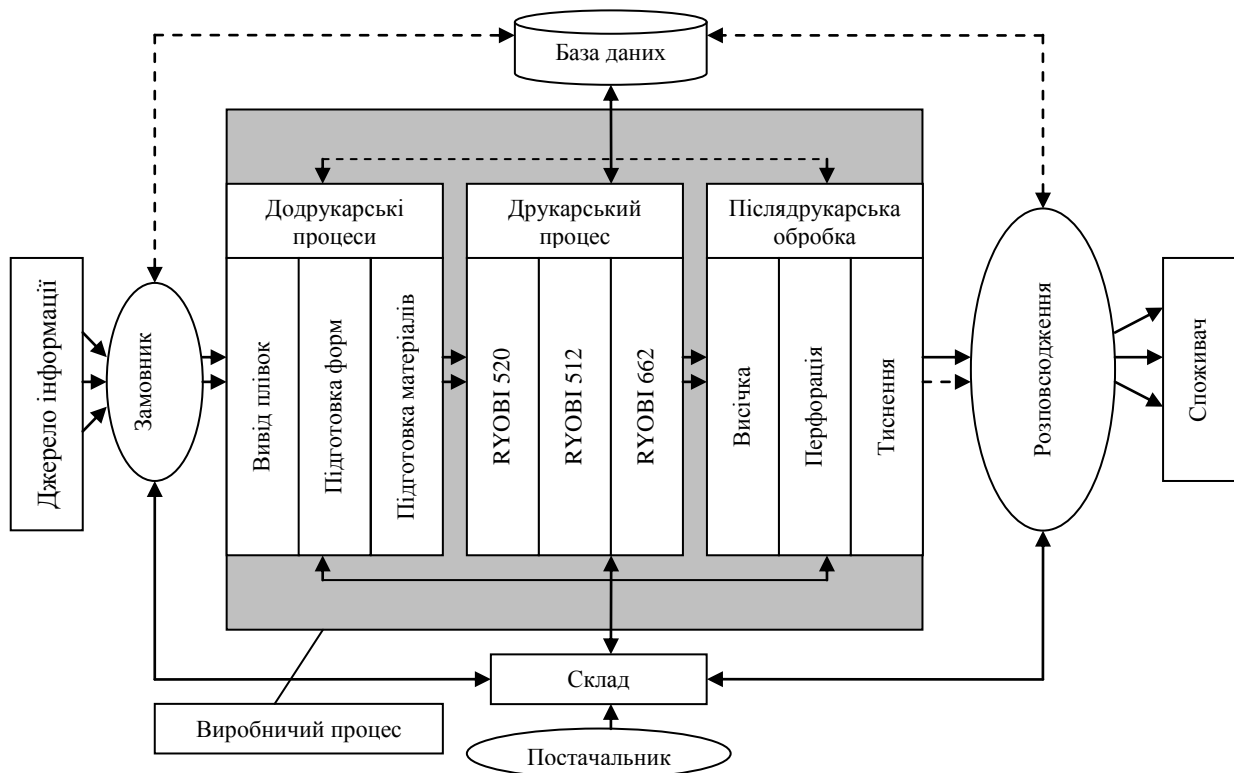 База даних
Додрукарські
процеси
Друкарський
процес
Післядрукарська
обробка
Джерело інформації
Замовник
Вивід плівок
Підготовка форм
Підготовка матеріалів
RYOBI 520
RYOBI 512
RYOBI 662
Висічка
Перфорація
Тиснення
Розповсюдження
Споживач
Склад
Виробничий процес
Постачальник